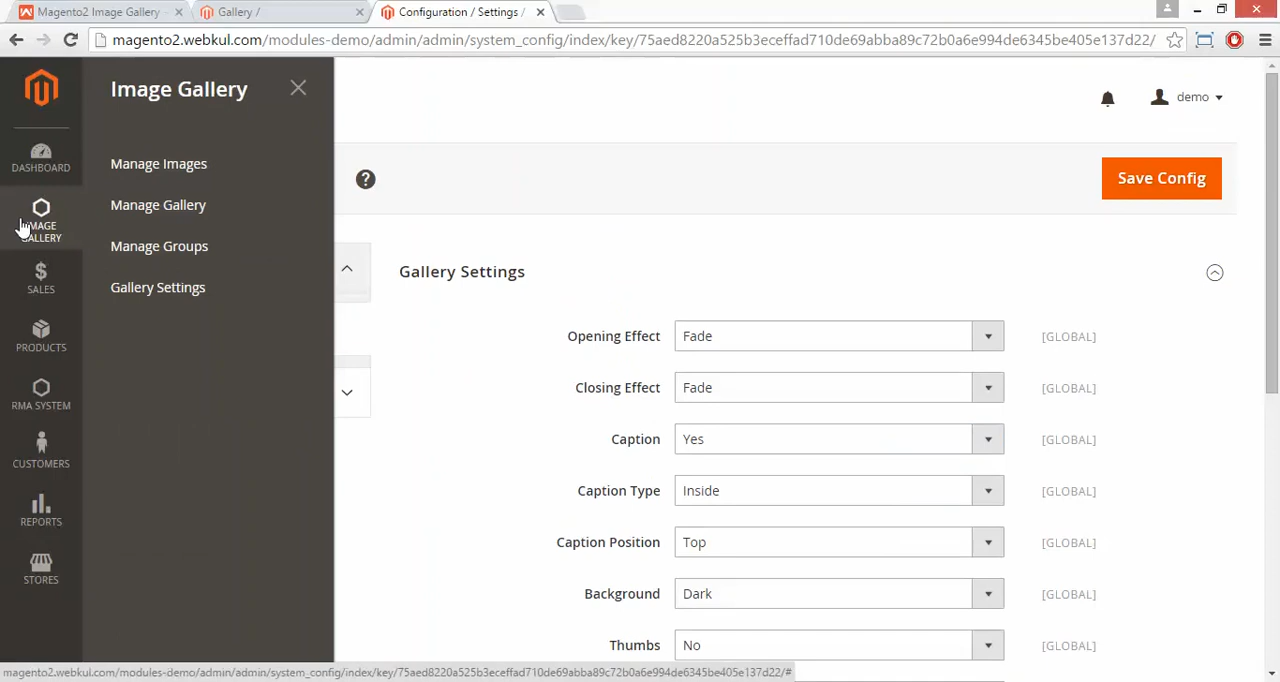 Magento2 Image Gallery
Gallery /
Configuration / Settings /
magento2.webkul.com/modules-demo/admin/admin/system_config/index/key/75aed8220a525b3eceffad710de69abba89c72b0a6e994de6345be405e137d22/
Image Gallery
demo
DASHBOARD
Manage Images
?
Save Config
IMAGE
GALLERY
Manage Gallery
Manage Groups
SALES
Gallery Settings
Gallery Settings
PRODUCTS
Opening Effect Fade [GLOBAL]
RMA SYSTEM
Closing Effect Fade [GLOBAL]
Caption Yes [GLOBAL]
CUSTOMERS
Caption Type Inside [GLOBAL]
REPORTS
Caption Position Top [GLOBAL]
STORES
Background Dark [GLOBAL]
Thumbs No [GLOBAL]
magento2.webkul.com/modules-demo/admin/admin/system_config/index/key/75aed8220a525b3eceffad710de69abba89c72b0a6e994de6345be405e137d22/#